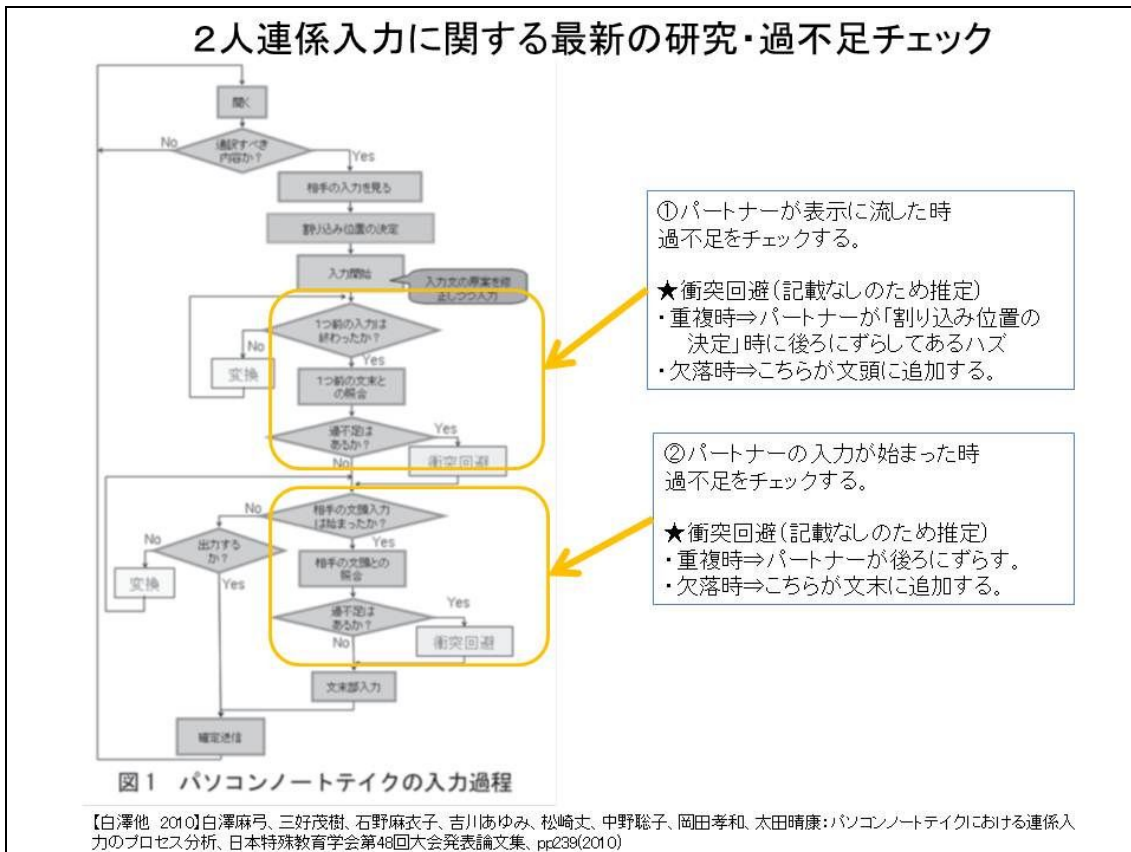 2人連係入力に関する最新の研究・過不足チェック
聞く
通訳すべき
内容か？
No
Yes
相手の入力を見る
割り込み位置の決定
入力開始
入力文の原案を修
正しつつ入力
1つ前の入力は
終わったか？
No
Yes
変換
1つ前の文末と
の照合
過不足は
あるか？
Yes
No
衝突回避
相手の文頭入力
は始まったか？
No
Yes
出力する
か？
No
Yes
変換
相手の文頭との
照合
過不足は
あるか？
Yes
No
衝突回避
文末部入力
確定送信
図1　パソコンノートテイクの入力過程
①パートナーが表示に流した時
過不足をチェックする。
★衝突回避(記載なしのため推定)
・重複時⇒パートナーが「割り込み位置の
決定」時に後ろにずらしてあるハズ
・欠落時⇒こちらが文頭に追加する。
②パートナーの入力が始まった時
過不足をチェックする。
★衝突回避(記載なしのため推定)
・重複時⇒パートナーが後ろにずらす。
・欠落時⇒こちらが文末に追加する。
【白澤他 2010】白澤麻弓、三好茂樹、石野麻衣子、吉川あゆみ、松崎丈、中野聡子、岡田孝和、太田晴康：パソコンノートテイクにおける連係入
力のプロセス分析、日本特殊教育学会第48回大会発表論文集、pp239(2010)